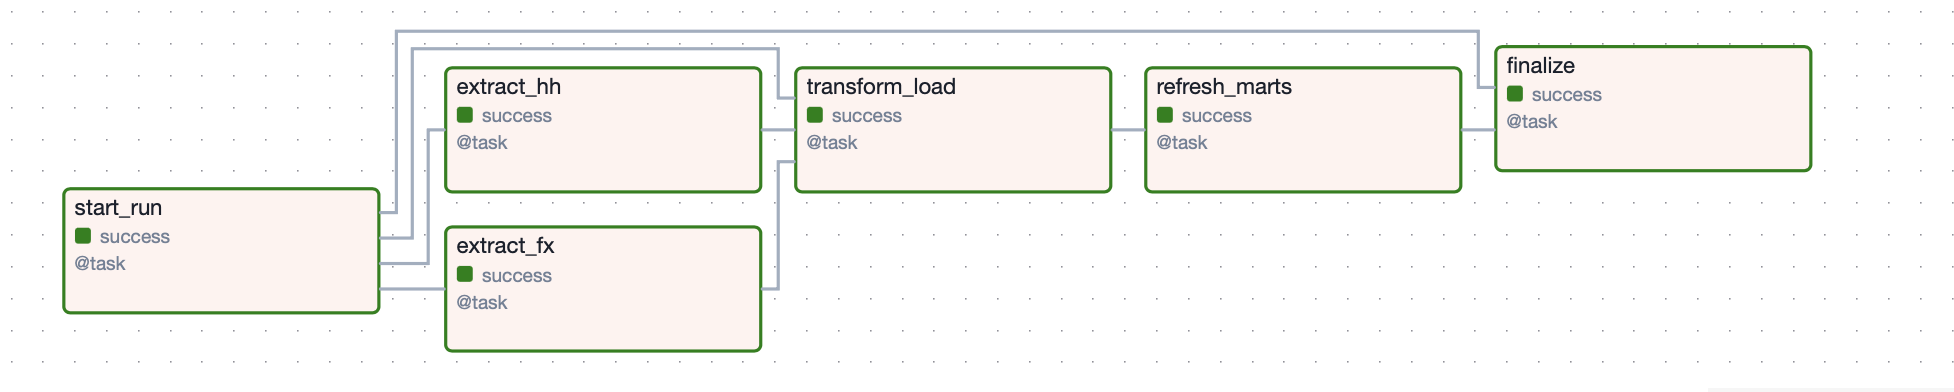 start_run
success
@task
extract_hh
success
@task
extract_fx
success
@task
transform_load
success
@task
refresh_marts
success
@task
finalize
success
@task